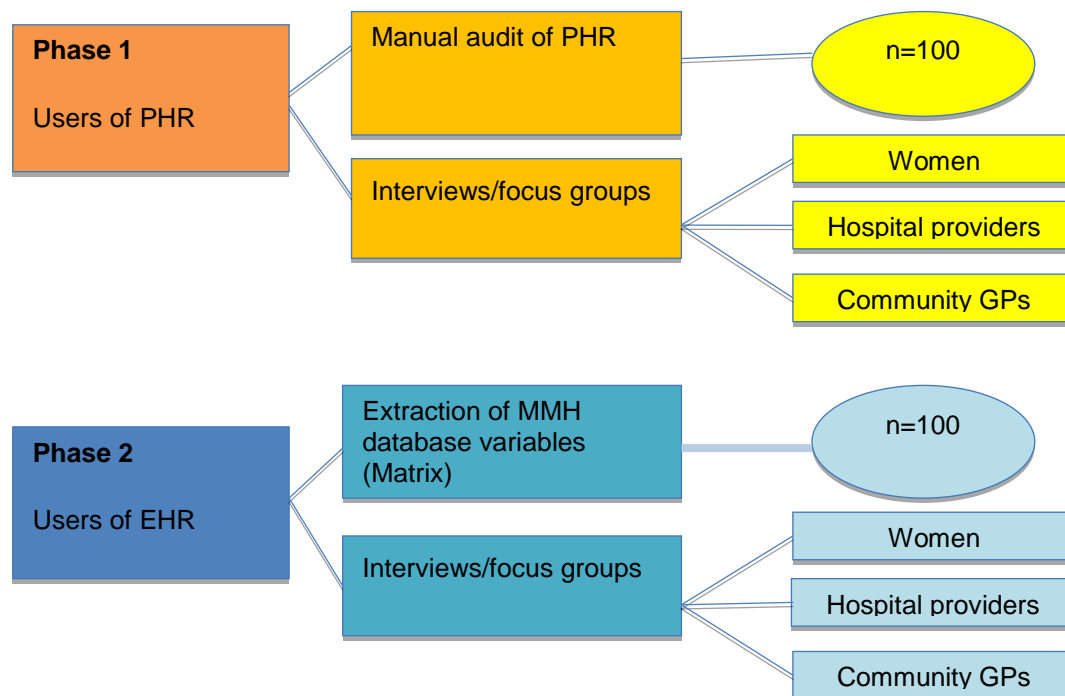 Phase 1
Users of PHR
Manual audit of PHR
n=100
Interviews/focus groups
Women
Hospital providers
Community GPs
Phase 2
Users of EHR
Extraction of MMH
database variables
(Matrix)
n=100
Interviews/focus groups
Women
Hospital providers
Community GPs